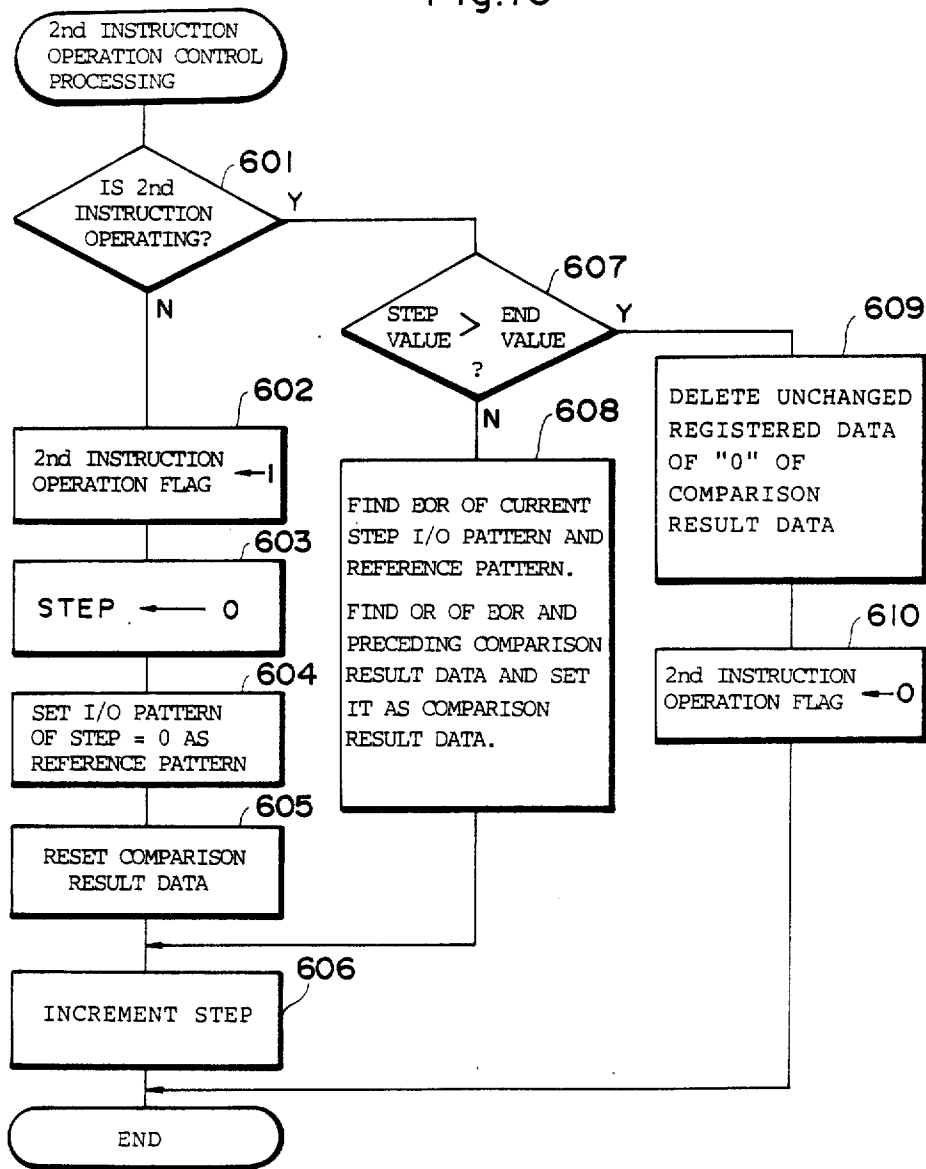 2nd INSTRUCTION
OPERATION CONTROL
PROCESSING
601
IS 2nd
INSTRUCTION
OPERATING?
Y
N
602
2nd INSTRUCTION
OPERATION FLAG ←1
603
STEP ← 0
604
SET I/O PATTERN
OF STEP = 0 AS
REFERENCE PATTERN
605
RESET COMPARISON
RESULT DATA
606
INCREMENT STEP
END
607
STEP VALUE > END VALUE
?
Y
N
608
FIND EOR OF CURRENT
STEP I/O PATTERN AND
REFERENCE PATTERN.
FIND OR OF EOR AND
PRECEDING COMPARISON
RESULT DATA AND SET
IT AS COMPARISON
RESULT DATA.
609
DELETE UNCHANGED
REGISTERED DATA
OF "0" OF
COMPARISON
RESULT DATA
610
2nd INSTRUCTION
OPERATION FLAG ←0